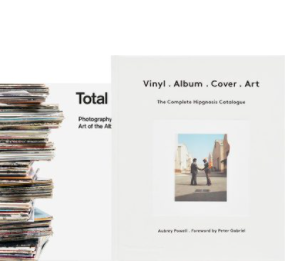 Total
Photography
Art of the Alb
Vinyl . Album . Cover . Art
The Complete Hipgnosis Catalogue
Aubrey Powell . Foreword by Peter Gabriel